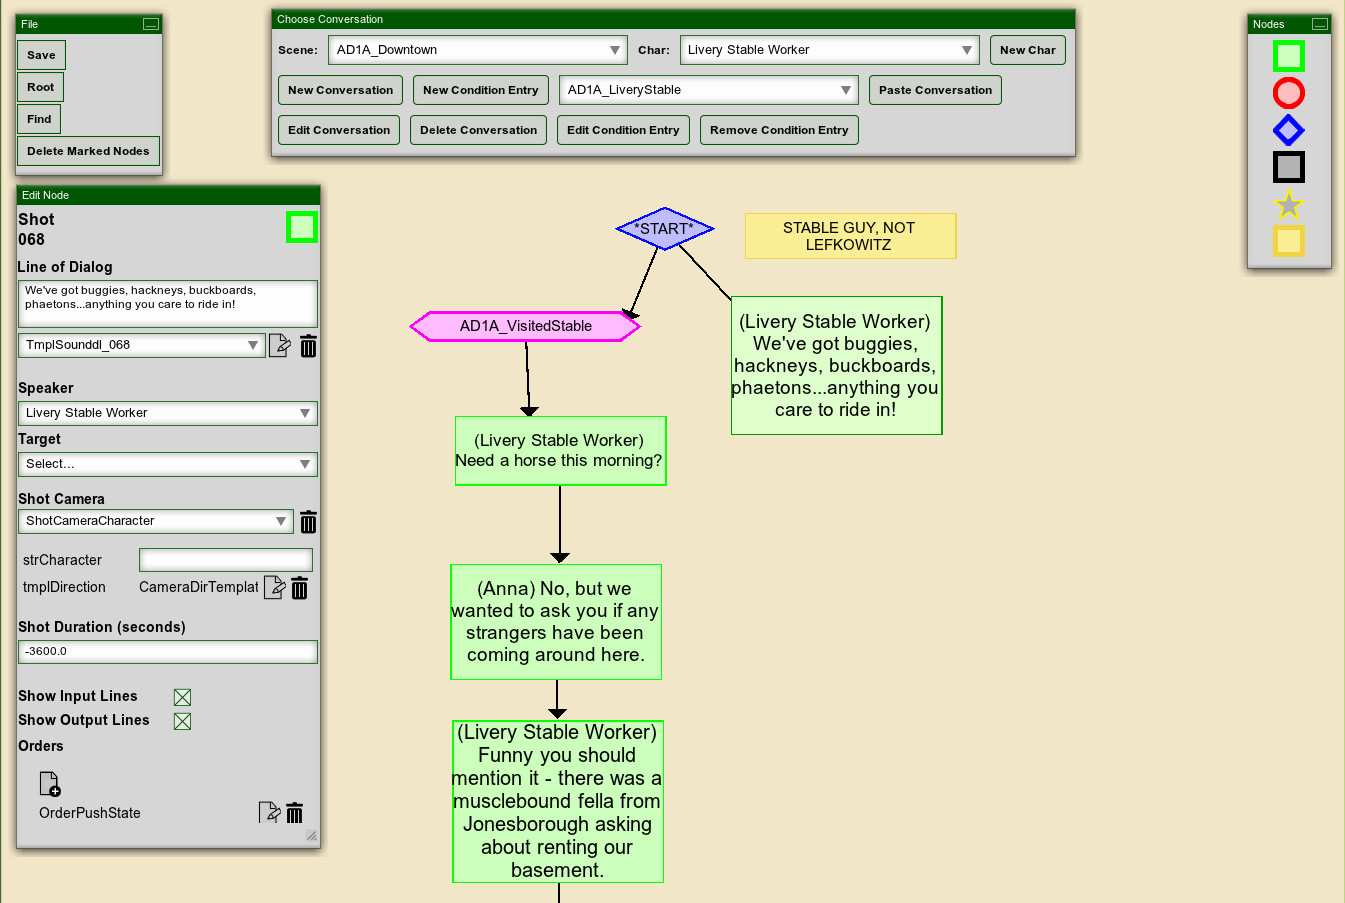 File
Save
Root
Find
Delete Marked Nodes
Choose Conversation
Scene: AD1A_Downtown Char: Livery Stable Worker New Char
New Conversation New Condition Entry AD1A_LiveryStable Paste Conversation
Edit Conversation Delete Conversation Edit Condition Entry Remove Condition Entry
Nodes
Edit Node
Shot
068
Line of Dialog
We've got buggies, hackneys, buckboards,
phaetons...anything you care to ride in!
TmplSounddl_068
Speaker
Livery Stable Worker
Target
Select...
Shot Camera
ShotCameraCharacter
strCharacter
tmplDirection CameraDirTemplat
Shot Duration (seconds)
-3600.0
Show Input Lines
Show Output Lines
Orders
OrderPushState
*START*
STABLE GUY, NOT
LEFKOWITZ
AD1A_VisitedStable
(Livery Stable Worker)
We've got buggies,
hackneys, buckboards,
phaetons...anything you
care to ride in!
(Livery Stable Worker)
Need a horse this morning?
(Anna) No, but we
wanted to ask you if any
strangers have been
coming around here.
(Livery Stable Worker)
Funny you should
mention it - there was a
musclebound fella from
Jonesborough asking
about renting our
basement.